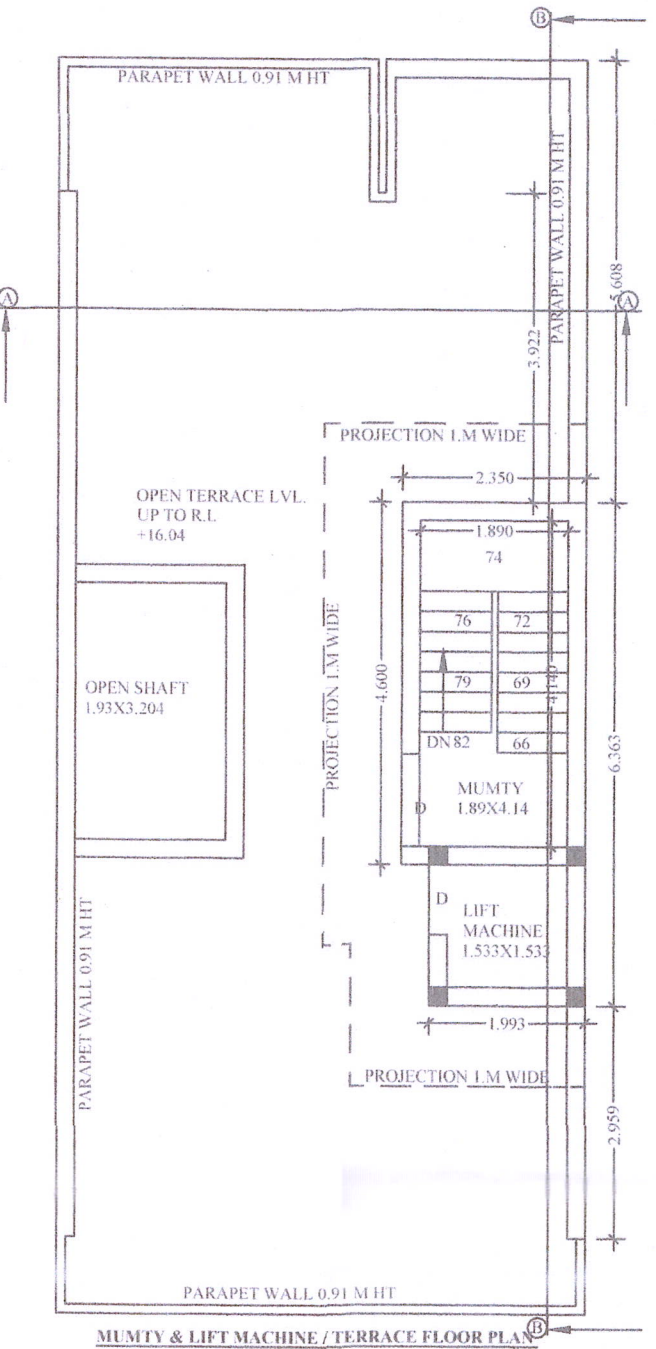 B
PARAPET WALL 0.91 M HT
PARAPET WALL 0.91 M HT
5.608
A
A
3.922
PROJECTION 1.M WIDE
2.350
OPEN TERRACE LVL.
UP TO R.L
+16.04
1.890
74
76
72
PROJECTION 1.M WIDE
4.600
79
69
4.140
OPEN SHAFT
1.93X3.204
DN 82
66
6.363
MUMTY
1.89X4.14
D
D
LIFT
MACHINE
1.533X1.533
PARAPET WALL 0.91 M HT
1.993
PROJECTION 1.M WIDE
2.959
PARAPET WALL 0.91 M HT
B
MUMTY & LIFT MACHINE / TERRACE FLOOR PLAN